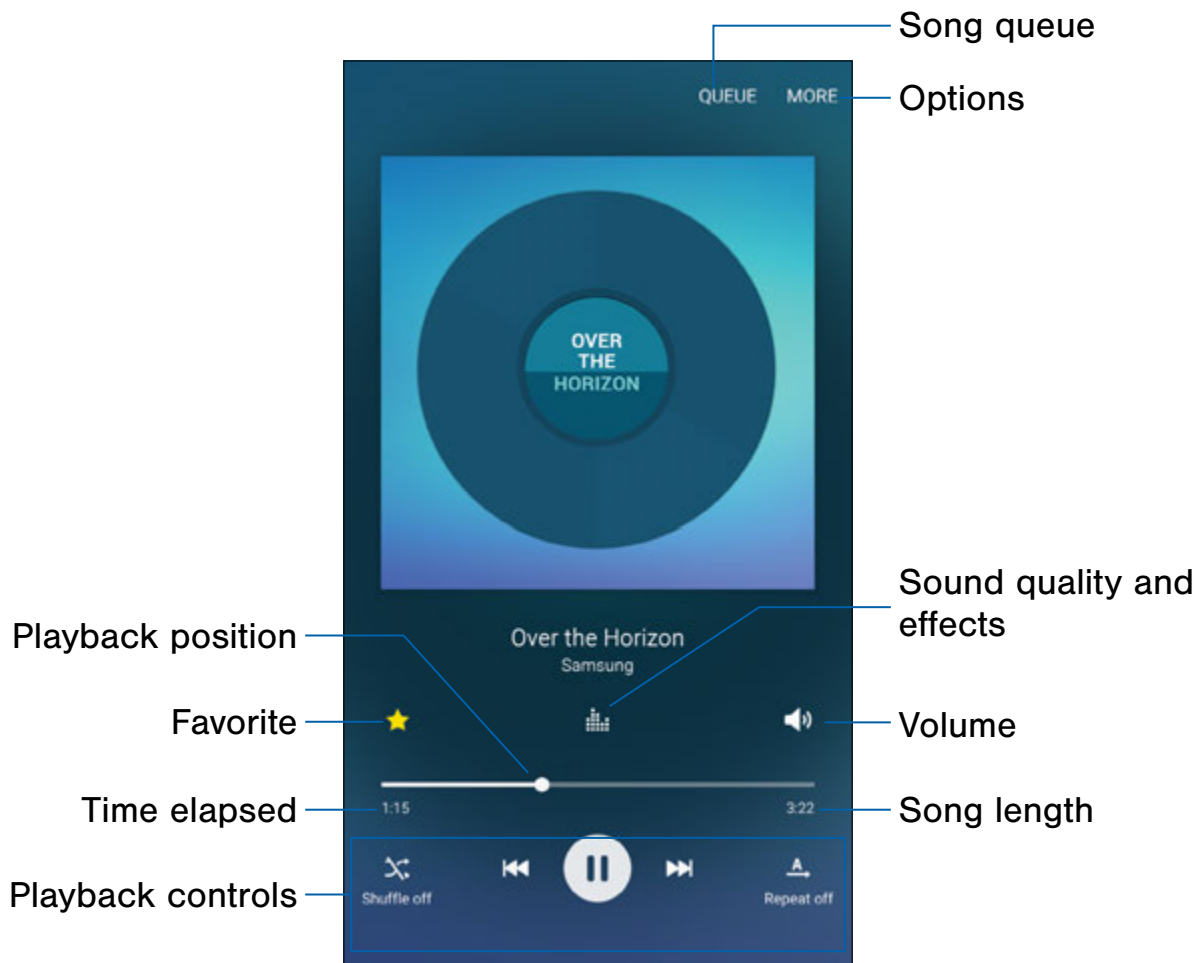 Song queue
QUEUE MORE
Options
OVER
THE
HORIZON
Sound quality and
effects
Playback position
Over the Horizon
Samsung
Favorite
Volume
Time elapsed
1:15
3:22
Song length
Playback controls
Shuffle off
A
Repeat off